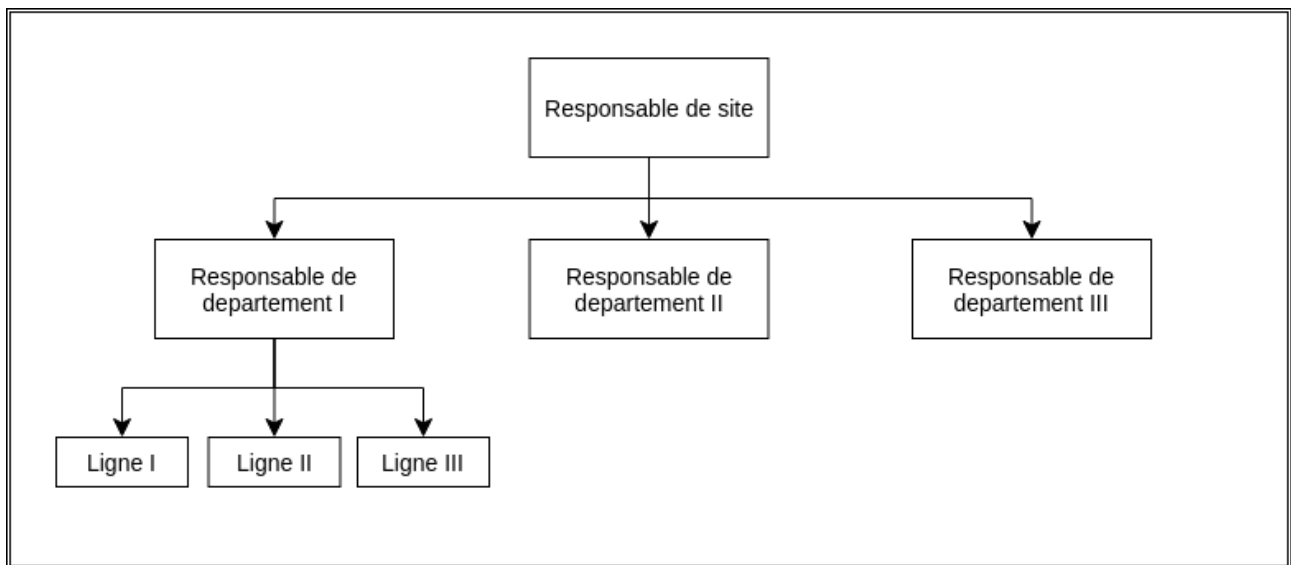 Responsable de site
Responsable de
departement I
Responsable de
departement II
Responsable de
departement III
Ligne I
Ligne II
Ligne III